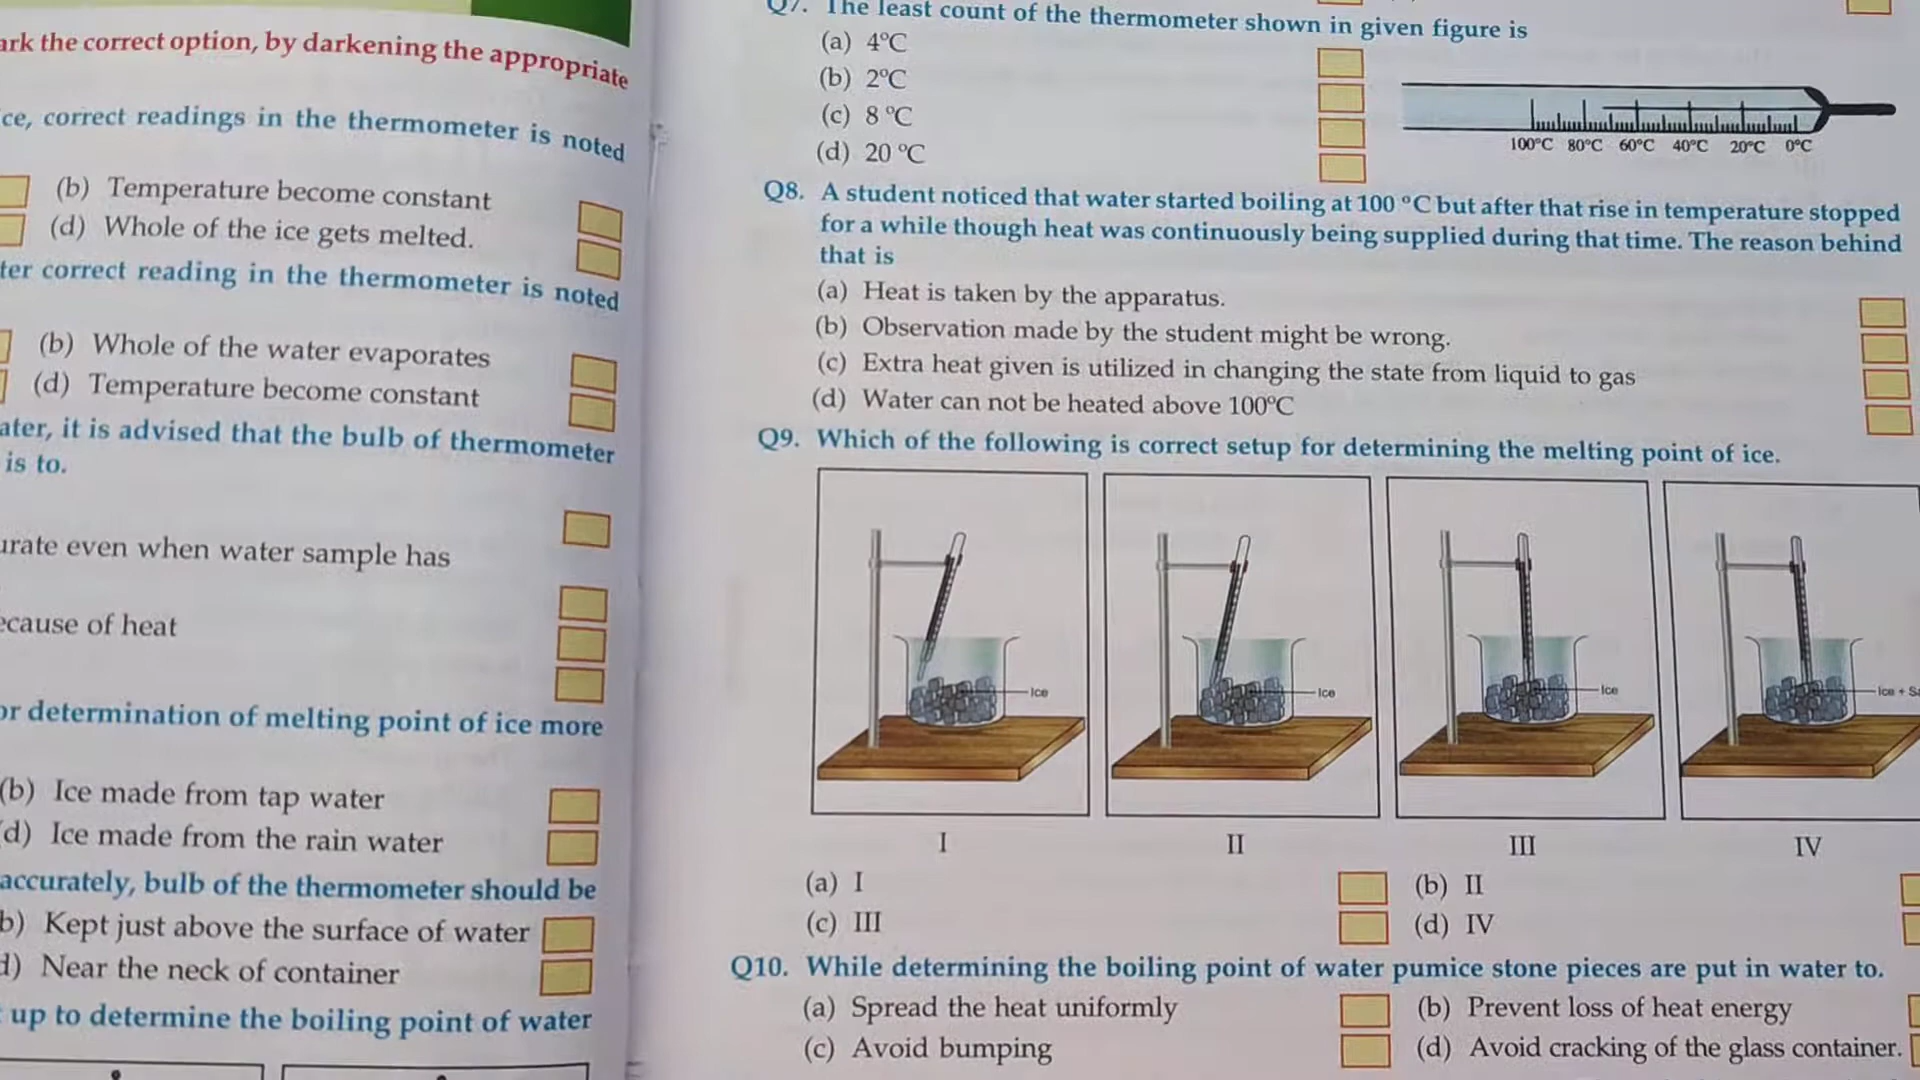 ark the correct option, by darkening the appropriate
ce, correct readings in the thermometer is noted
(b) Temperature become constant
(d) Whole of the ice gets melted.
ter correct reading in the thermometer is noted
(b) Whole of the water evaporates
(d) Temperature become constant
ater, it is advised that the bulb of thermometer
is to.
urate even when water sample has
ecause of heat
or determination of melting point of ice more
(b) Ice made from tap water
d) Ice made from the rain water
accurately, bulb of the thermometer should be
b) Kept just above the surface of water
d) Near the neck of container
up to determine the boiling point of water
Q7. The least count of the thermometer shown in given figure is
(a) 4°C
(b) 2°C
(c) 8 °C
(d) 20 °C
100°C 80°C 60°C 40°C 20°C 0°C
Q8. A student noticed that water started boiling at 100 °C but after that rise in temperature stopped
for a while though heat was continuously being supplied during that time. The reason behind
that is
(a) Heat is taken by the apparatus.
(b) Observation made by the student might be wrong.
(c) Extra heat given is utilized in changing the state from liquid to gas
(d) Water can not be heated above 100°C
Q9. Which of the following is correct setup for determining the melting point of ice.
Ice
Ice
Ice
Ice + Sa
I
II
III
IV
(a) I
(b) II
(c) III
(d) IV
Q10. While determining the boiling point of water pumice stone pieces are put in water to.
(a) Spread the heat uniformly
(b) Prevent loss of heat energy
(c) Avoid bumping
(d) Avoid cracking of the glass container.